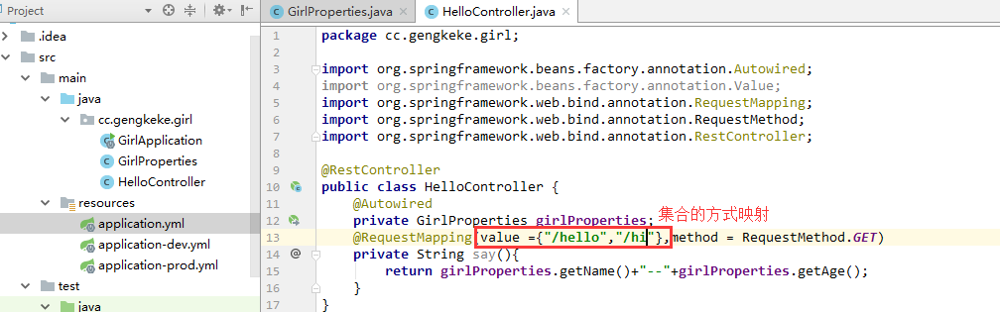 Project
.idea
src
main
java
cc.gengkeke.girl
GirlApplication
GirlProperties
HelloController
resources
application.yml
application-dev.yml
application-prod.yml
test
java
GirlProperties.java
HelloController.java
1 package cc.gengkeke.girl;
2
3 import org.springframework.beans.factory.annotation.Autowired;
4 import org.springframework.beans.factory.annotation.Value;
5 import org.springframework.web.bind.annotation.RequestMapping;
6 import org.springframework.web.bind.annotation.RequestMethod;
7 import org.springframework.web.bind.annotation.RestController;
8
9 @RestController
10 public class HelloController {
11 @Autowired
12 private GirlProperties girlProperties;
集合的方式映射
13 @RequestMapping(value ={"/hello","/hi"},method = RequestMethod.GET)
14 @ private String say(){
15 return girlProperties.getName()+"--"+girlProperties.getAge();
16 }
17 }